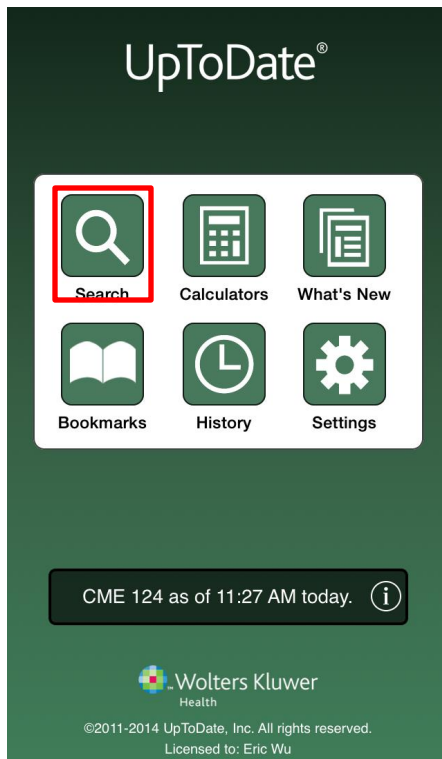 UpToDate®
Search Calculators What's New
Bookmarks History Settings
CME 124 as of 11:27 AM today.
Wolters Kluwer
Health
©2011-2014 UpToDate, Inc. All rights reserved.
Licensed to: Eric Wu